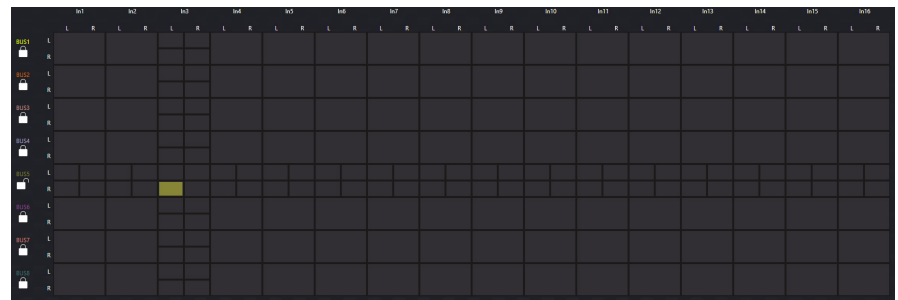 In1 In2 In3 In4 In5 In6 In7 In8 In9 In10 In11 In12 In13 In14 In15 In16
L R L R L R L R L R L R L R L R L R L R L R L R L R L R L R L R
BUS1 L
R
BUS2 L
R
BUS3 L
R
BUS4 L
R
BUS5 L
R
BUS6 L
R
BUS7 L
R
BUS8 L
R